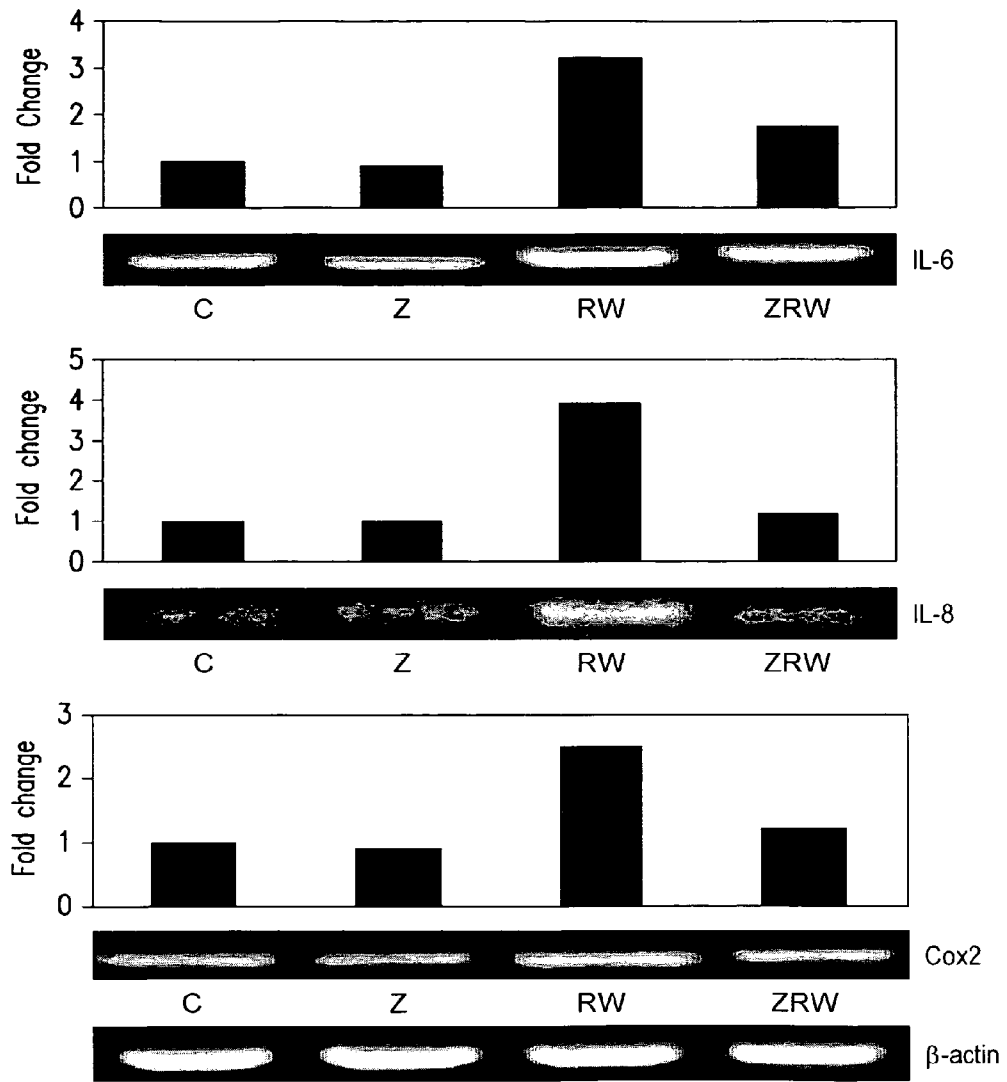 Fold Change
4
3
2
1
0
IL-6
C Z RW ZRW
Fold change
5
4
3
2
1
0
IL-8
C Z RW ZRW
Fold change
3
2
1
0
Cox2
C Z RW ZRW
β-actin